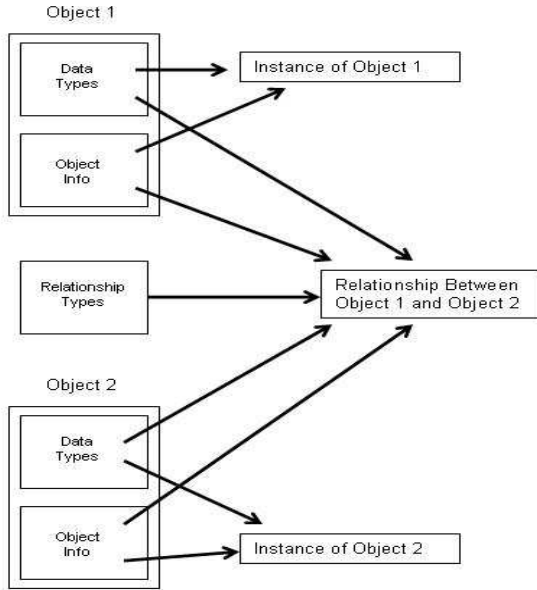 Object 1
Data
Types
Instance of Object 1
Object
Info
Relationship
Types
Relationship Between
Object 1 and Object 2
Object 2
Data
Types
Object
Info
Instance of Object 2